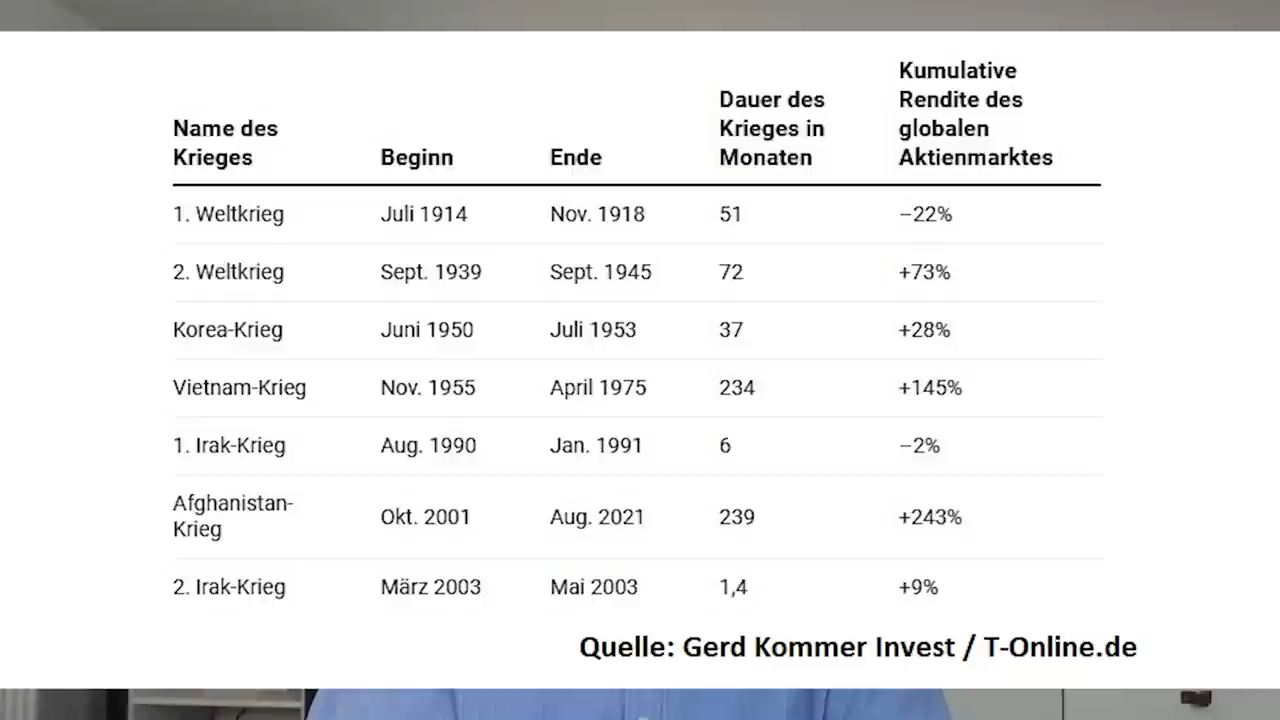 Name des
Krieges
Beginn
Ende
Dauer des
Krieges in
Monaten
Kumulative
Rendite des
globalen
Aktienmarktes
1. Weltkrieg
Juli 1914
Nov. 1918
51
−22%
2. Weltkrieg
Sept. 1939
Sept. 1945
72
+73%
Korea-Krieg
Juni 1950
Juli 1953
37
+28%
Vietnam-Krieg
Nov. 1955
April 1975
234
+145%
1. Irak-Krieg
Aug. 1990
Jan. 1991
6
−2%
Afghanistan-
Krieg
Okt. 2001
Aug. 2021
239
+243%
2. Irak-Krieg
März 2003
Mai 2003
1,4
+9%
Quelle: Gerd Kommer Invest / T-Online.de